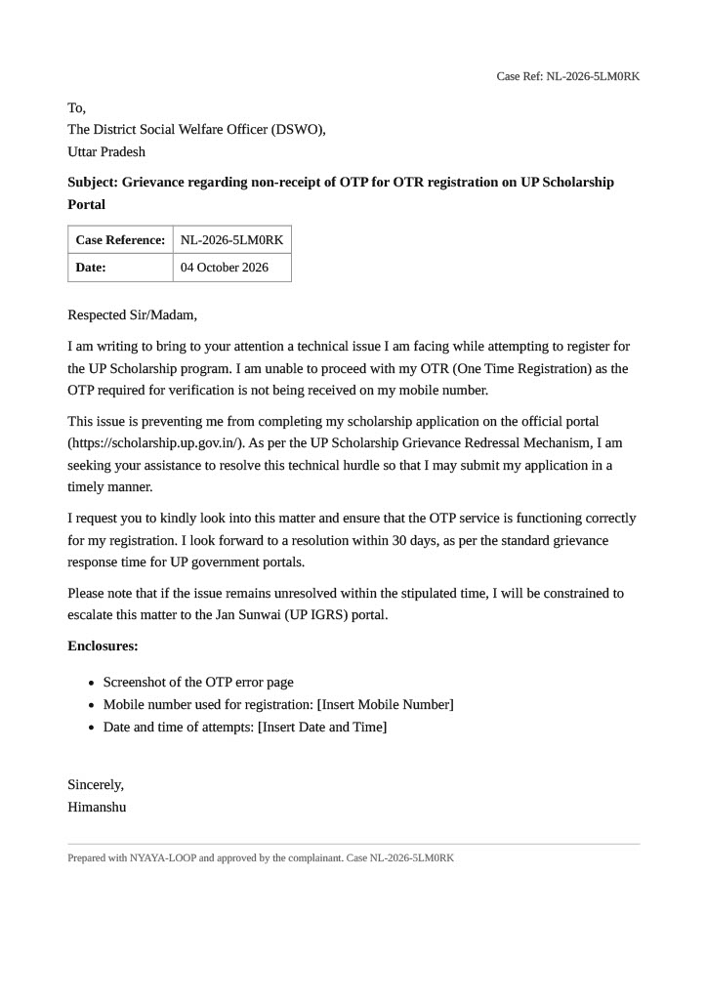 Case Ref: NL-2026-5LM0RK
To,
The District Social Welfare Officer (DSWO),
Uttar Pradesh
Subject: Grievance regarding non-receipt of OTP for OTR registration on UP Scholarship
Portal
Case Reference: NL-2026-5LM0RK
Date: 04 October 2026
Respected Sir/Madam,
I am writing to bring to your attention a technical issue I am facing while attempting to register for
the UP Scholarship program. I am unable to proceed with my OTR (One Time Registration) as the
OTP required for verification is not being received on my mobile number.
This issue is preventing me from completing my scholarship application on the official portal
(https://scholarship.up.gov.in/). As per the UP Scholarship Grievance Redressal Mechanism, I am
seeking your assistance to resolve this technical hurdle so that I may submit my application in a
timely manner.
I request you to kindly look into this matter and ensure that the OTP service is functioning correctly
for my registration. I look forward to a resolution within 30 days, as per the standard grievance
response time for UP government portals.
Please note that if the issue remains unresolved within the stipulated time, I will be constrained to
escalate this matter to the Jan Sunwai (UP IGRS) portal.
Enclosures:
• Screenshot of the OTP error page
• Mobile number used for registration: [Insert Mobile Number]
• Date and time of attempts: [Insert Date and Time]
Sincerely,
Himanshu
Prepared with NYAYA-LOOP and approved by the complainant. Case NL-2026-5LM0RK